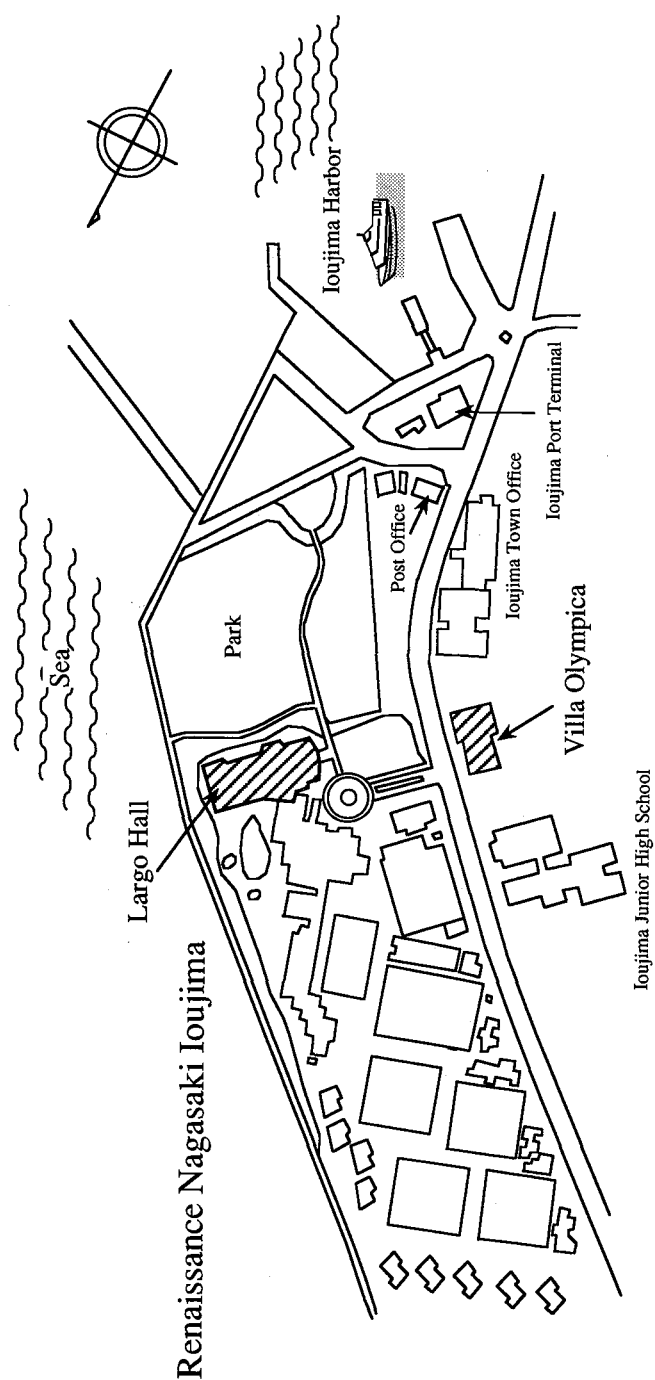 Renaissance Nagasaki Ioujima
Largo Hall
Sea
Park
Ioujima Harbor
Post Office
Ioujima Town Office
Ioujima Port Terminal
Villa Olympica
Ioujima Junior High School